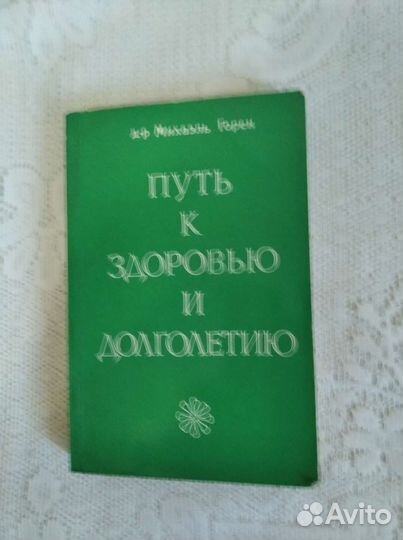 д-р Михаэль Горен
ПУТЬ
К
ЗДОРОВЬЮ
И
ДОЛГОЛЕТИЮ
Avito